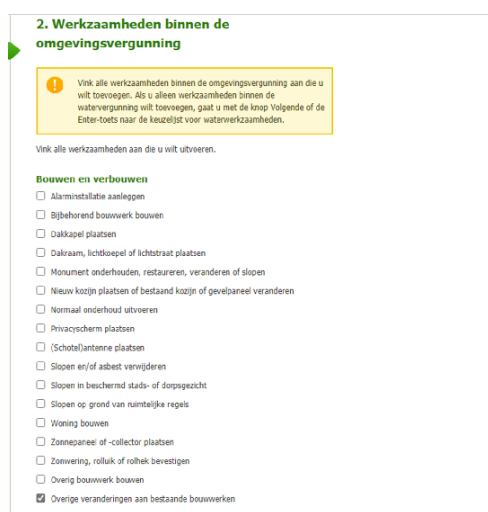 2. Werkzaamheden binnen de
omgevingsvergunning
Vink alle werkzaamheden binnen de omgevingsvergunning aan die u
wilt toevoegen. Als u alleen werkzaamheden binnen de
watervergunning wilt toevoegen, gaat u met de knop Volgende of de
Enter-toets naar de keuzelijst voor waterwerkzaamheden.
Vink alle werkzaamheden aan die u wilt uitvoeren.
Bouwen en verbouwen
Alarminstallatie aanleggen
Bijbehorend bouwwerk bouwen
Dakkapel plaatsen
Dakraam, lichtkoepel of lichtstraat plaatsen
Monument onderhouden, restaureren, veranderen of slopen
Nieuw kozijn plaatsen of bestaand kozijn of gevelpaneel veranderen
Normaal onderhoud uitvoeren
Privacyscherm plaatsen
(Schotel)antenne plaatsen
Slopen en/of asbest verwijderen
Slopen in beschermd stads- of dorpsgezicht
Slopen op grond van ruimtelijke regels
Woning bouwen
Zonnepaneel of -collector plaatsen
Zonwering, rolluik of rolhek bevestigen
Overig bouwwerk bouwen
Overige veranderingen aan bestaande bouwwerken